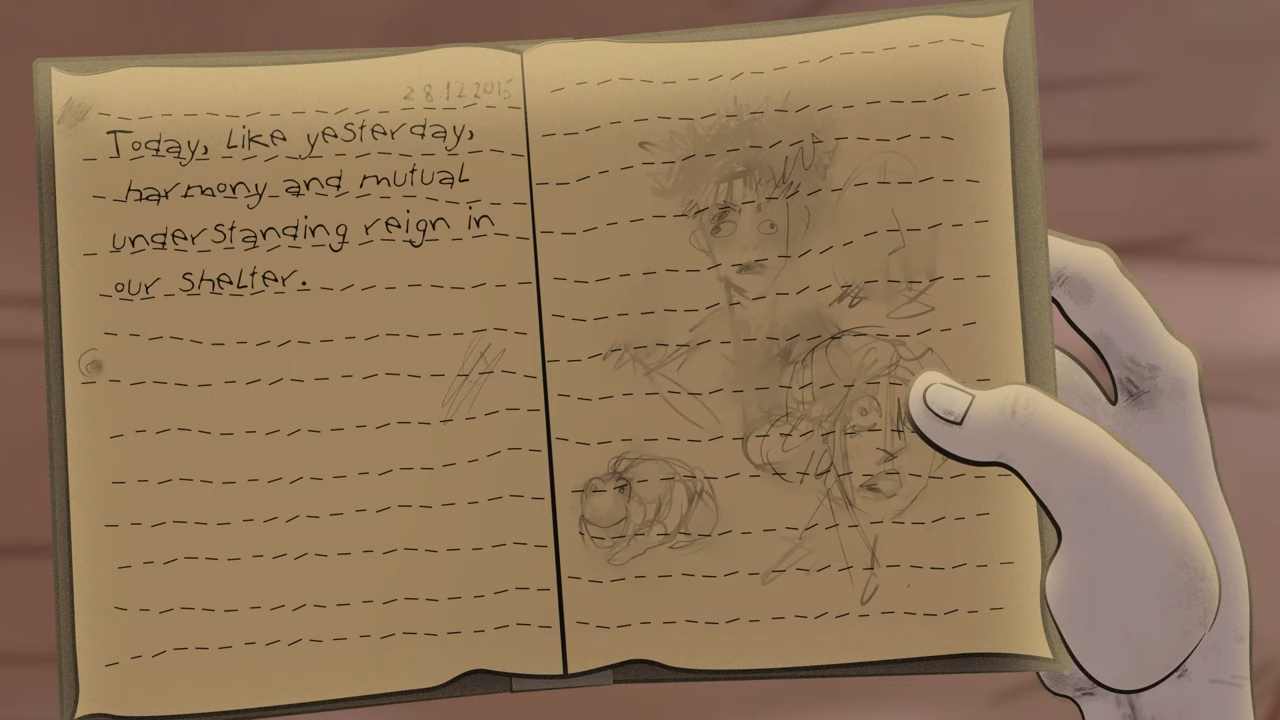 28.12.2015
Today, like yesterday,
harmony and mutual
understanding reign in
our shelter.